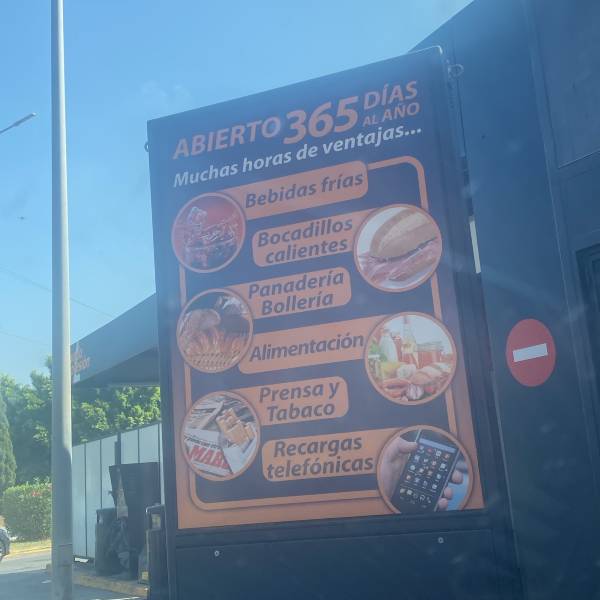 ABIERTO 365 DÍAS AL AÑO
Muchas horas de ventajas...
Bebidas frías
Bocadillos
calientes
Panadería
Bollería
Alimentación
Prensa y
Tabaco
MARC
Recargas
telefónicas